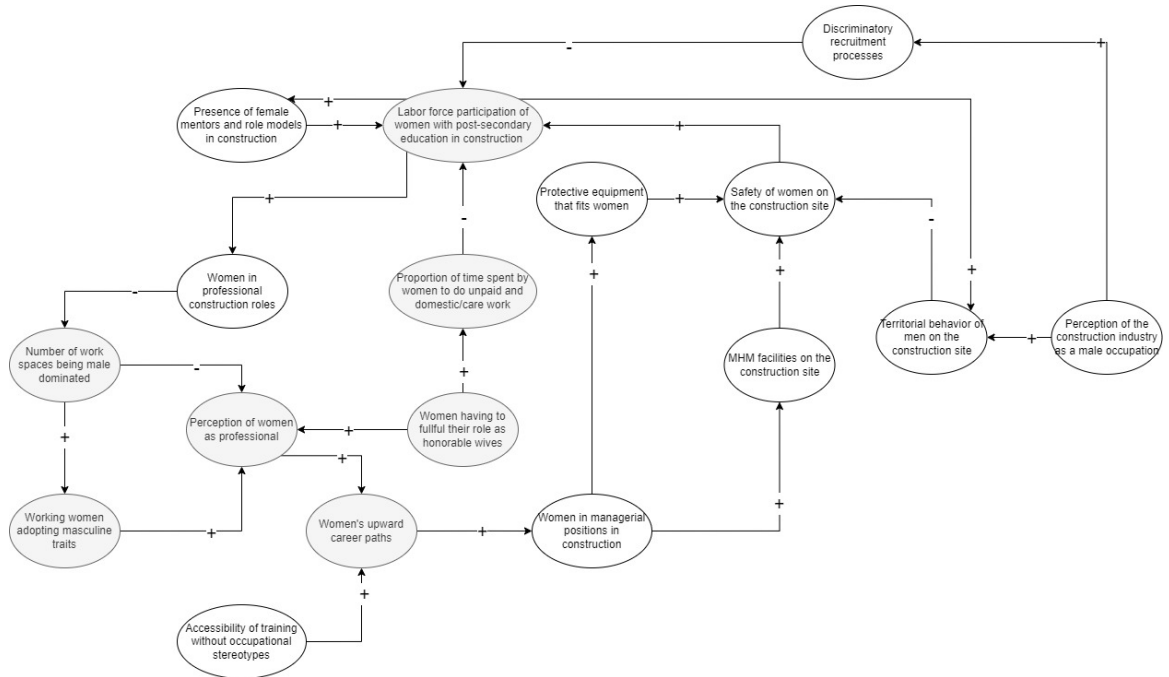 Discriminatory
recruitment
processes
+
-
Presence of female
mentors and role models
in construction
+
+
Labor force participation of
women with post-secondary
education in construction
+
+
Protective equipment
that fits women
+
Safety of women on
the construction site
-
-
+
+
Women in
professional
construction roles
-
Proportion of time spent by
women to do unpaid and
domestic/care work
+
+
Territorial behavior of
men on the
construction site
+
Perception of the
construction industry
as a male occupation
Number of work
spaces being male
dominated
-
+
MHM facilities on the
construction site
Perception of women
as professional
+
Women having to
fullful their role as
honorable wives
+
+
Working women
adopting masculine
traits
+
Women's upward
career paths
+
Women in managerial
positions in
construction
+
+
Accessibility of training
without occupational
stereotypes